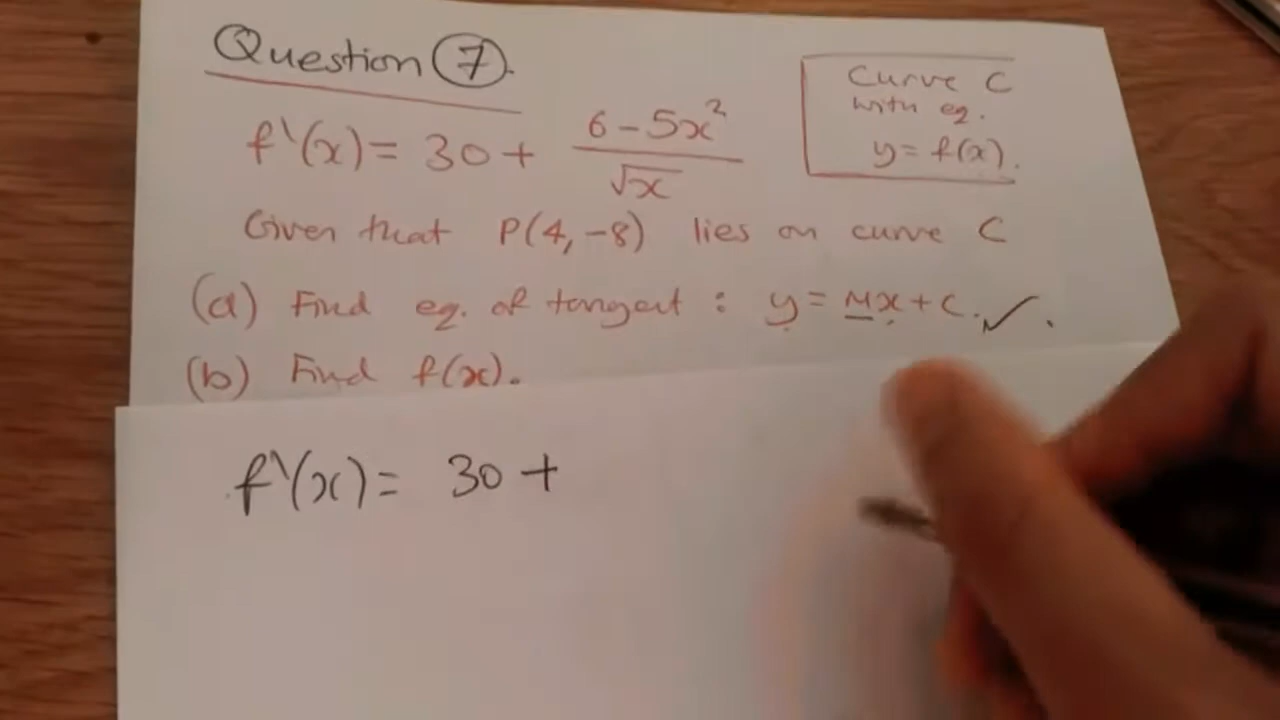 Question 7.
f'(x) = 30 + (6 - 5x²)/√x
Curve C
with eq.
y = f(x).
Given that P(4, -8) lies on curve C
(a) Find eq. of tangent : y = Mx + C. ✓.
(b) Find f(x).
f'(x) = 30 +